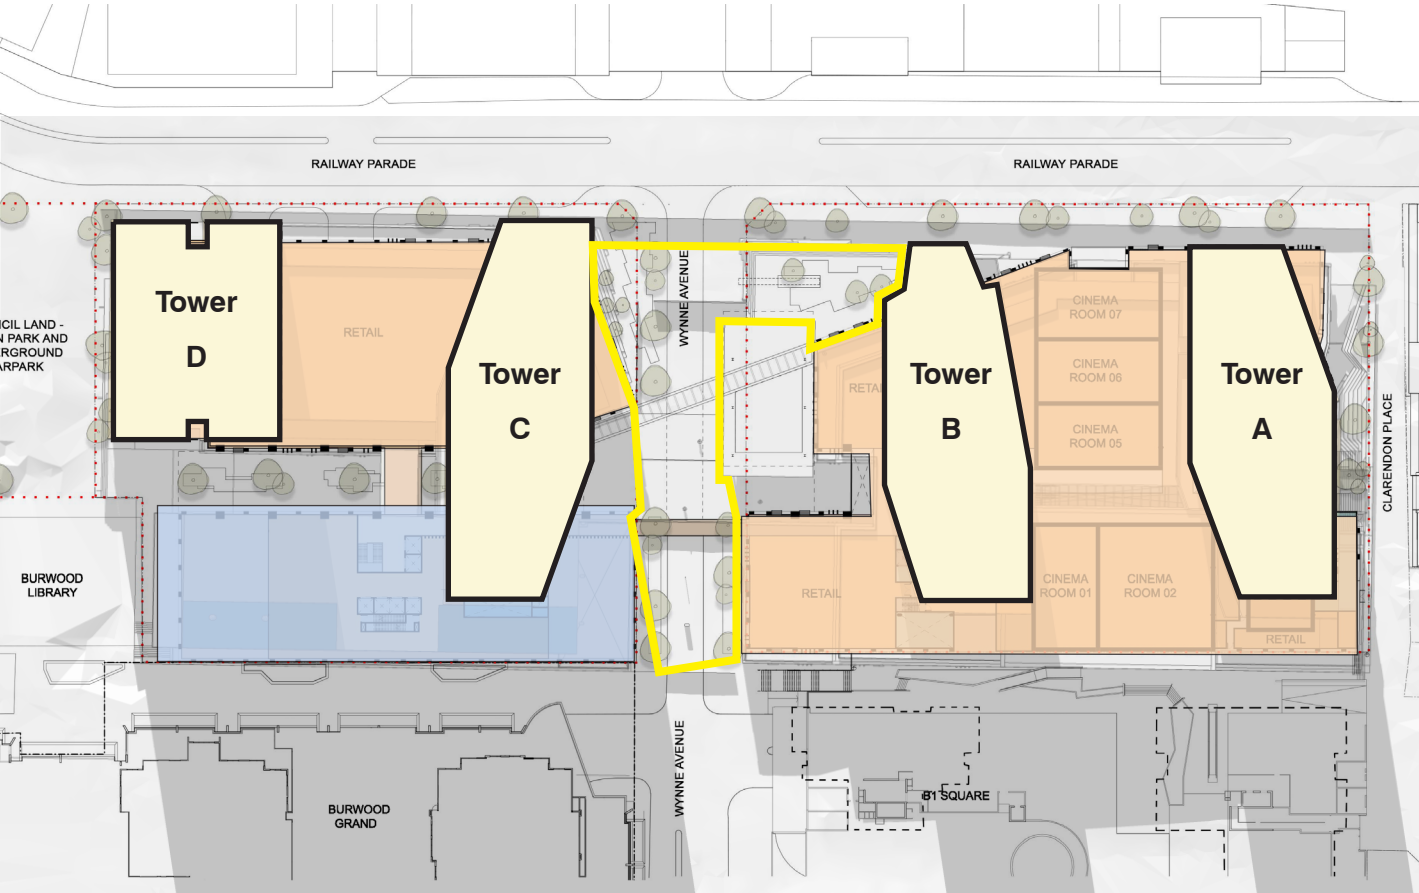 RAILWAY PARADE
RAILWAY PARADE
WYNNE AVENUE
Tower
D
RETAIL
Tower
C
RETAI
Tower
B
CINEMA
ROOM 07
CINEMA
ROOM 06
CINEMA
ROOM 05
Tower
A
CLARENDON PLACE
CIL LAND -
N PARK AND
ERGROUND
ARPARK
BURWOOD
LIBRARY
RETAIL
CINEMA
ROOM 01
CINEMA
ROOM 02
RETAIL
WYNNE AVENUE
BURWOOD
GRAND
B1 SQUARE